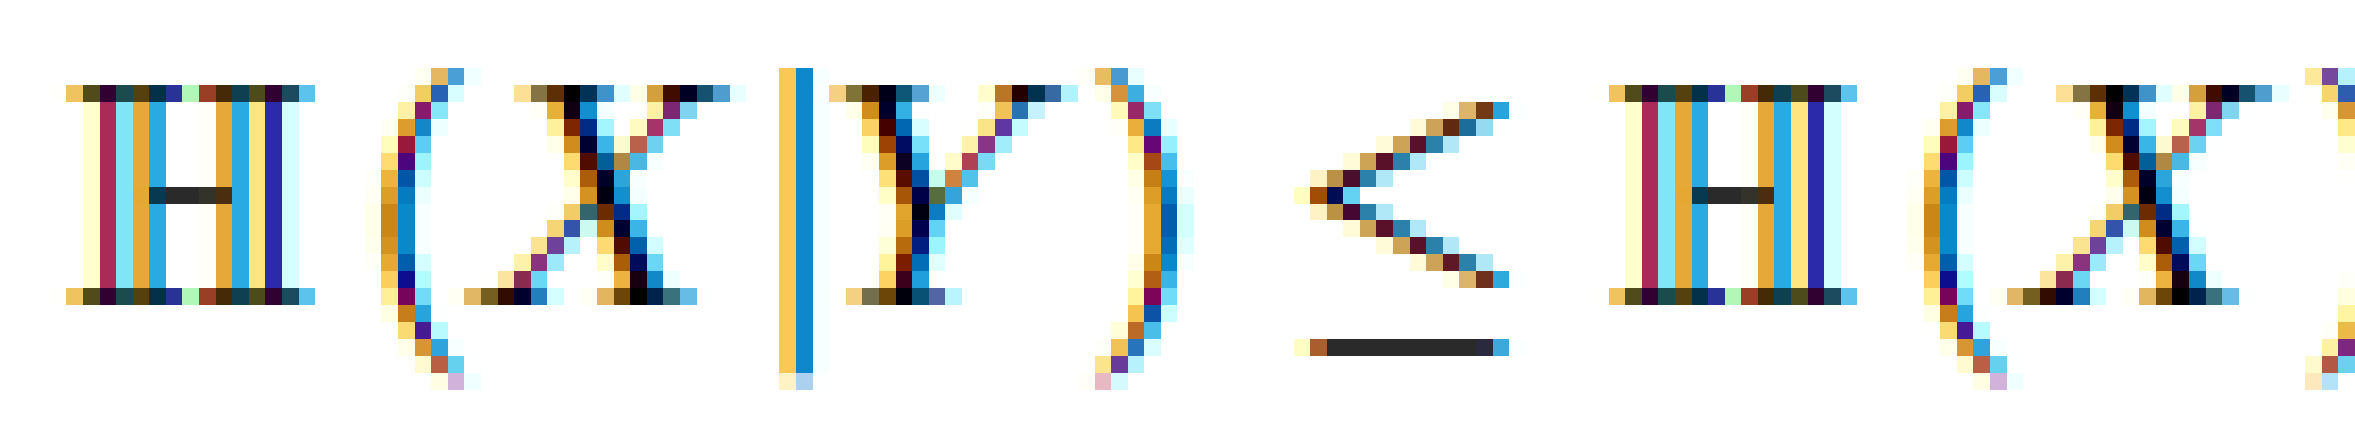 ℍ(X|Y) ≤ ℍ(X)